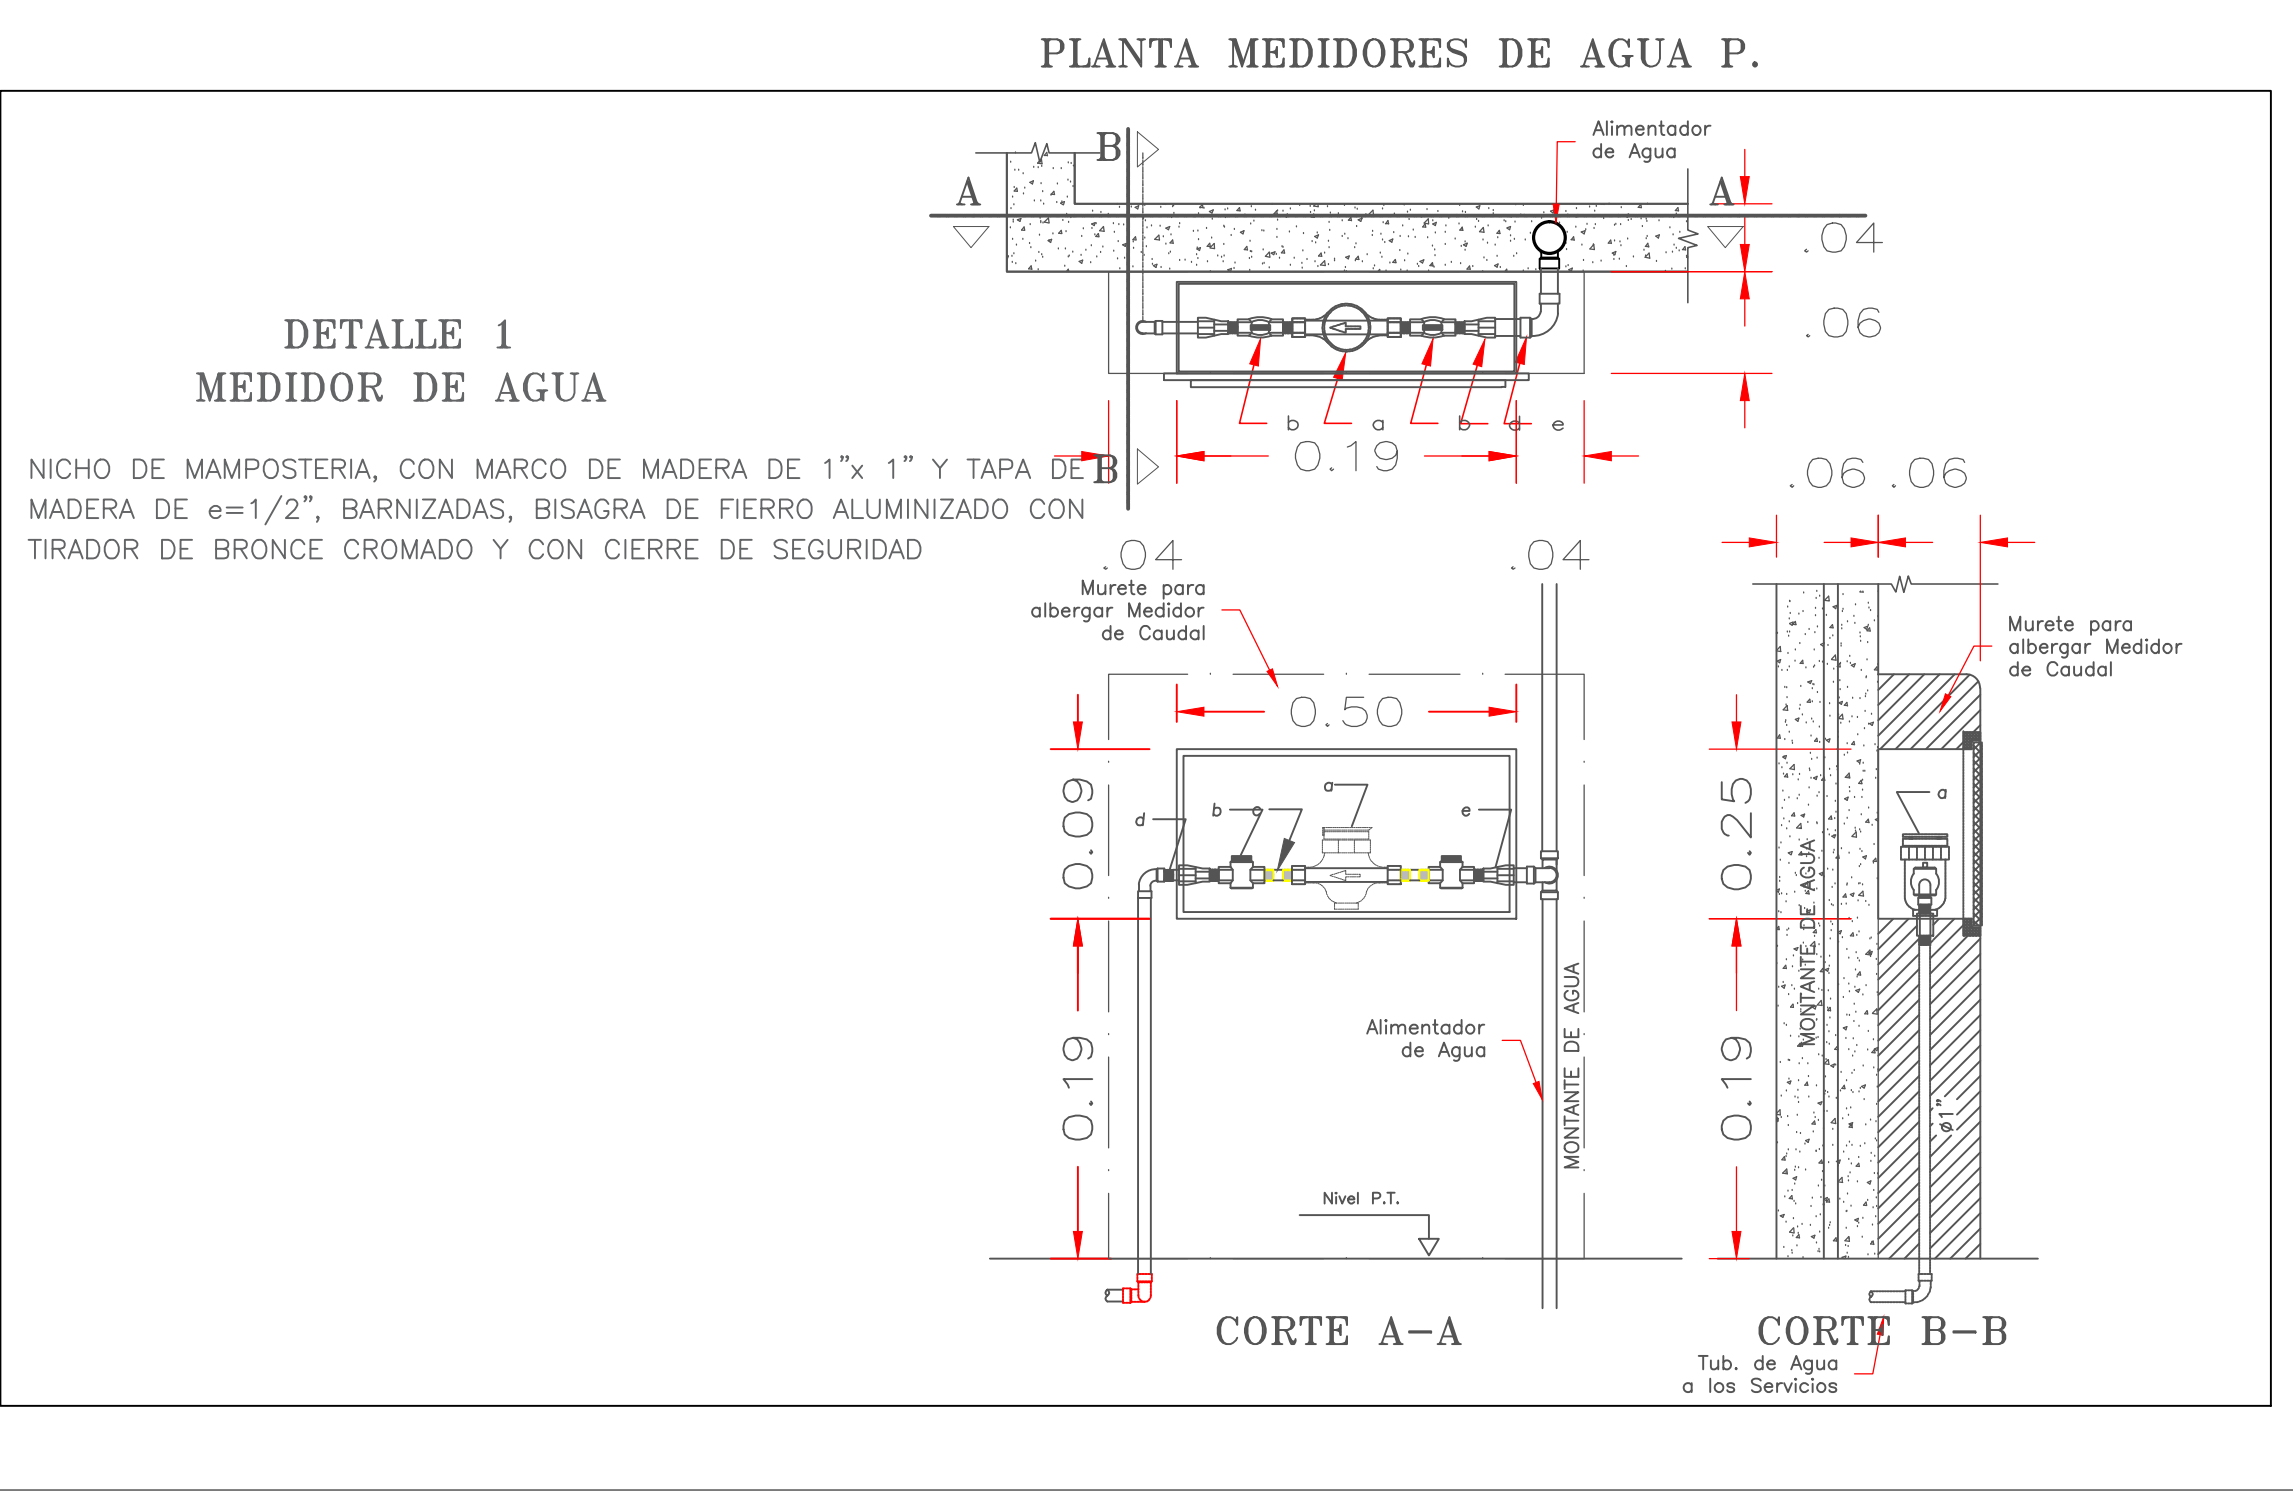 PLANTA MEDIDORES DE AGUA P.
Alimentador
de Agua
B
A
A
.04
.06
DETALLE 1
MEDIDOR DE AGUA
b
a
b
d
e
0.19
B
NICHO DE MAMPOSTERIA, CON MARCO DE MADERA DE 1"x 1" Y TAPA DE
MADERA DE e=1/2", BARNIZADAS, BISAGRA DE FIERRO ALUMINIZADO CON
TIRADOR DE BRONCE CROMADO Y CON CIERRE DE SEGURIDAD
.06
.06
.04
.04
Murete para
albergar Medidor
de Caudal
Murete para
albergar Medidor
de Caudal
0.50
0.09
d
b
c
a
e
0.25
a
MONTANTE DE AGUA
0.19
Alimentador
de Agua
MONTANTE DE AGUA
0.19
ø1"
Nivel P.T.
CORTE A-A
CORTE B-B
Tub. de Agua
a los Servicios